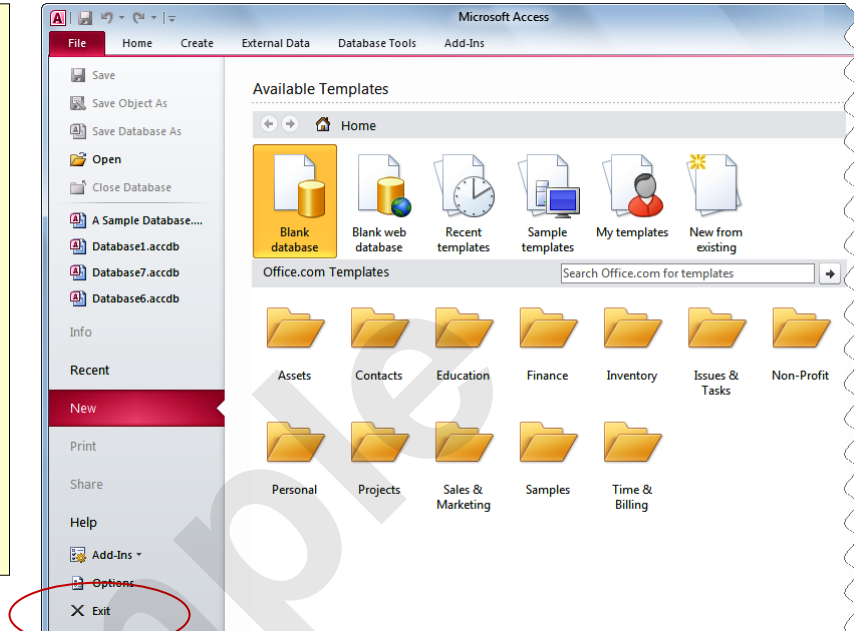 Microsoft Access
File Home Create External Data Database Tools Add-Ins
Save
Save Object As
Save Database As
Open
Close Database
A Sample Database....
Database1.accdb
Database7.accdb
Database6.accdb
Info
Recent
New
Print
Share
Help
Add-Ins
Options
Exit
Available Templates
Home
Blank database
Blank web database
Recent templates
Sample templates
My templates
New from existing
Office.com Templates
Search Office.com for templates
Assets
Contacts
Education
Finance
Inventory
Issues & Tasks
Non-Profit
Personal
Projects
Sales & Marketing
Samples
Time & Billing